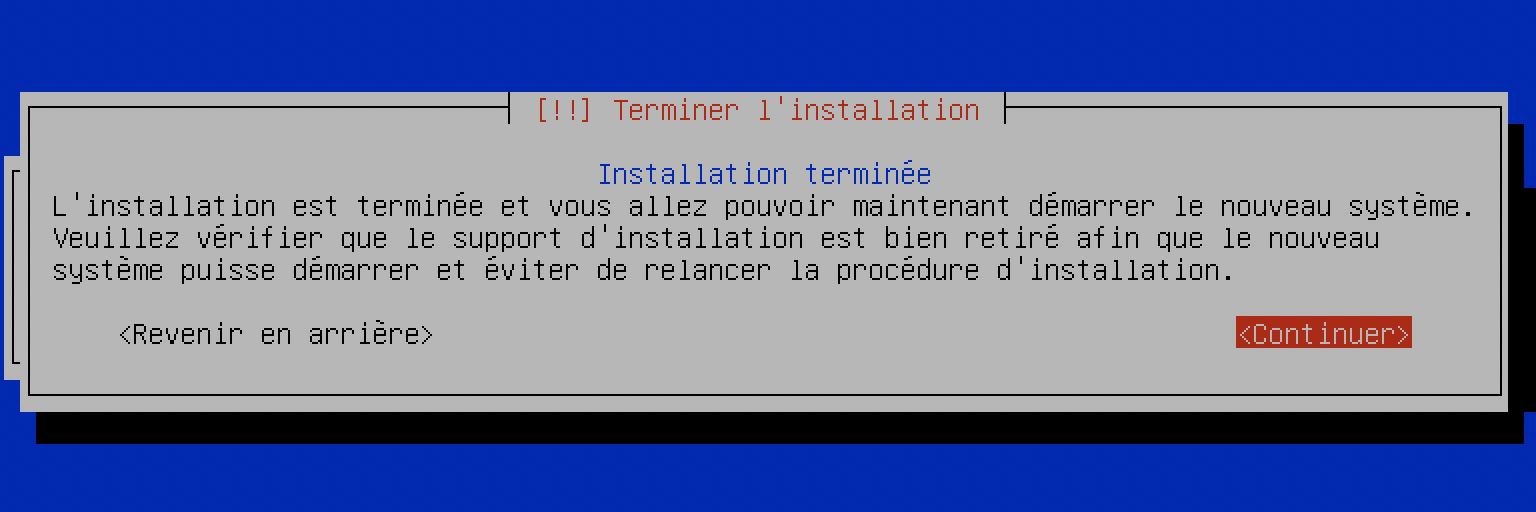 [!!] Terminer l'installation
Installation terminée
L'installation est terminée et vous allez pouvoir maintenant démarrer le nouveau système.
Veuillez vérifier que le support d'installation est bien retiré afin que le nouveau
système puisse démarrer et éviter de relancer la procédure d'installation.
<Revenir en arrière> <Continuer>